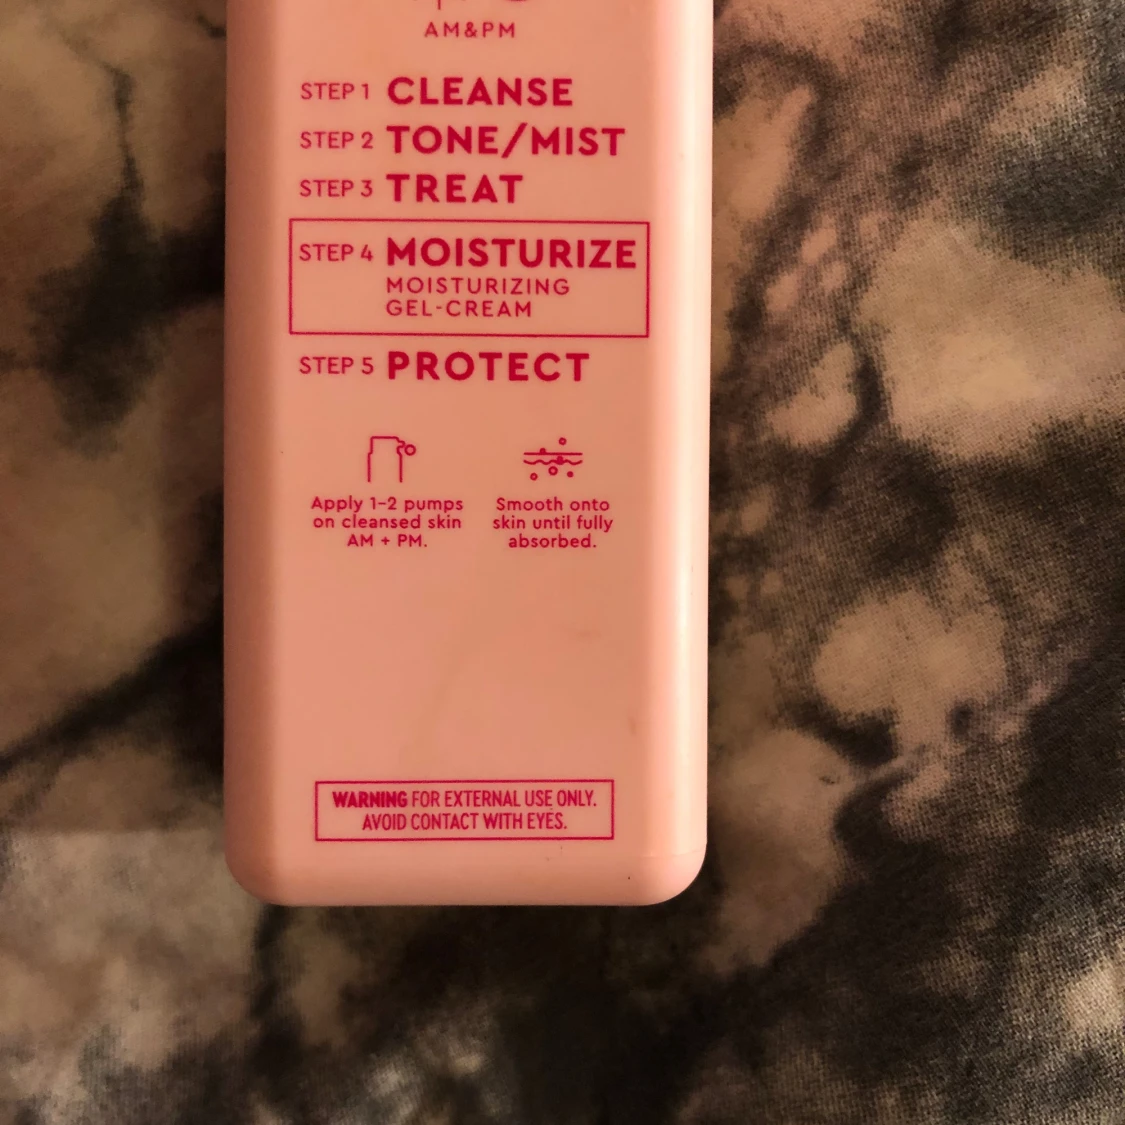 AM&PM
STEP 1 CLEANSE
STEP 2 TONE/MIST
STEP 3 TREAT
STEP 4 MOISTURIZE
MOISTURIZING
GEL-CREAM
STEP 5 PROTECT
Apply 1-2 pumps
on cleansed skin
AM + PM.
Smooth onto
skin until fully
absorbed.
WARNING FOR EXTERNAL USE ONLY.
AVOID CONTACT WITH EYES.